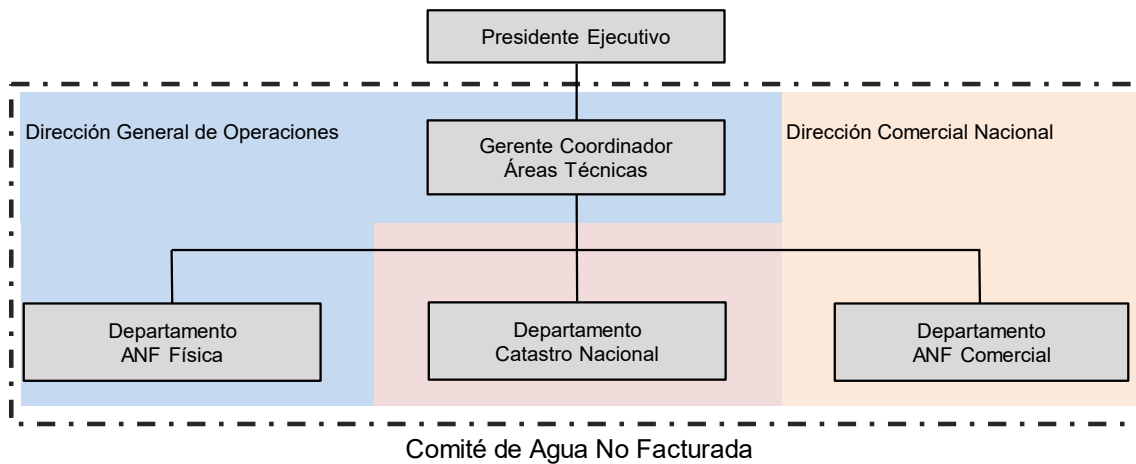 Presidente Ejecutivo
Dirección General de Operaciones
Gerente Coordinador
Áreas Técnicas
Dirección Comercial Nacional
Departamento
ANF Física
Departamento
Catastro Nacional
Departamento
ANF Comercial
Comité de Agua No Facturada